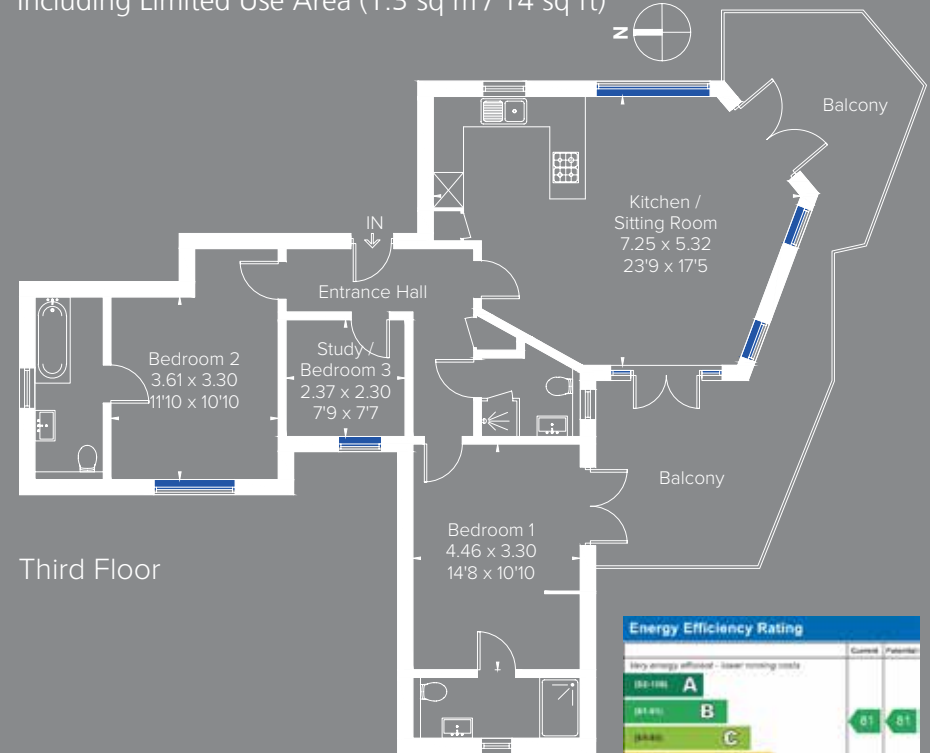 Including Limited Use Area (1.3 sq m / 14 sq ft)
N
Balcony
Kitchen /
Sitting Room
7.25 x 5.32
23'9 x 17'5
IN
Entrance Hall
Bedroom 2
3.61 x 3.30
11'10 x 10'10
Study /
Bedroom 3
2.37 x 2.30
7'9 x 7'7
Balcony
Bedroom 1
4.46 x 3.30
14'8 x 10'10
Third Floor
Energy Efficiency Rating
Current Potential
Very energy efficient - lower running costs
A
B
81 81
C